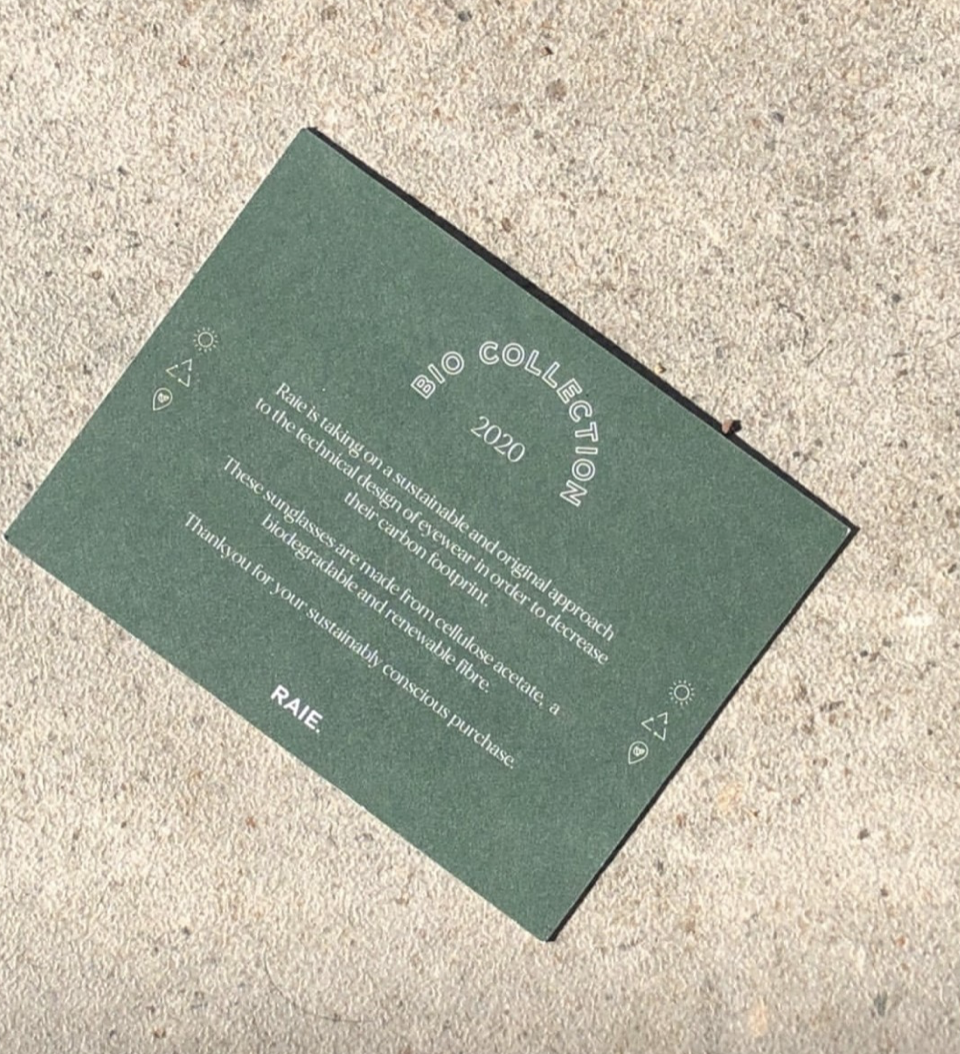 BIO COLLECTION
2020
Raie is taking on a sustainable and original approach
to the technical design of eyewear in order to decrease
their carbon footprint.
These sunglasses are made from cellulose acetate, a
biodegradable and renewable fibre.
Thankyou for your sustainably conscious purchase.
RAIE.